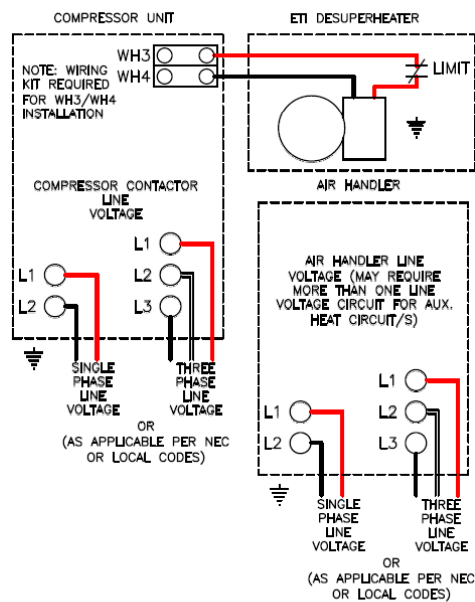 COMPRESSOR UNIT
ETI DESUPERHEATER
WH3
WH4
NOTE: WIRING
KIT REQUIRED
FOR WH3/WH4
INSTALLATION
LIMIT
COMPRESSOR CONTACTOR
LINE
VOLTAGE
L1
L2
L1
L2
L3
SINGLE
PHASE
LINE
VOLTAGE
THREE
PHASE
LINE
VOLTAGE
OR
(AS APPLICABLE PER NEC
OR LOCAL CODES)
AIR HANDLER
AIR HANDLER LINE
VOLTAGE (MAY REQUIRE
MORE THAN ONE LINE
VOLTAGE CIRCUIT FOR AUX.
HEAT CIRCUIT/S)
L1
L2
L1
L2
L3
SINGLE
PHASE
LINE
VOLTAGE
THREE
PHASE
LINE
VOLTAGE
OR
(AS APPLICABLE PER NEC
OR LOCAL CODES)